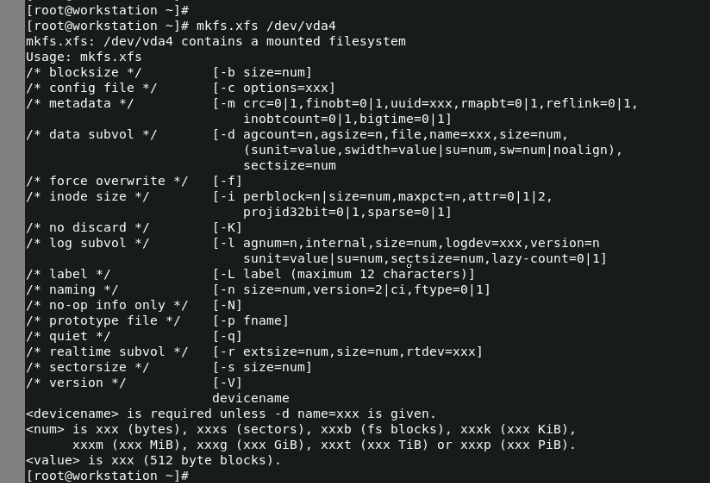 [root@workstation ~]#
[root@workstation ~]# mkfs.xfs /dev/vda4
mkfs.xfs: /dev/vda4 contains a mounted filesystem
Usage: mkfs.xfs
/* blocksize */         [-b size=num]
/* config file */       [-c options=xxx]
/* metadata */          [-m crc=0|1,finobt=0|1,uuid=xxx,rmapbt=0|1,reflink=0|1,
                            inobtcount=0|1,bigtime=0|1]
/* data subvol */       [-d agcount=n,agsize=n,file,name=xxx,size=num,
                            (sunit=value,swidth=value|su=num,sw=num|noalign),
                            sectsize=num
/* force overwrite */   [-f]
/* inode size */        [-i perblock=n|size=num,maxpct=n,attr=0|1|2,
                            projid32bit=0|1,sparse=0|1]
/* no discard */        [-K]
/* log subvol */        [-l agnum=n,internal,size=num,logdev=xxx,version=n
                            sunit=value|su=num,sectsize=num,lazy-count=0|1]
/* label */             [-L label (maximum 12 characters)]
/* naming */            [-n size=num,version=2|ci,ftype=0|1]
/* no-op info only */   [-N]
/* prototype file */    [-p fname]
/* quiet */             [-q]
/* realtime subvol */   [-r extsize=num,size=num,rtdev=xxx]
/* sectorsize */        [-s size=num]
/* version */           [-V]
                        devicename
<devicename> is required unless -d name=xxx is given.
<num> is xxx (bytes), xxxs (sectors), xxxb (fs blocks), xxxk (xxx KiB),
      xxxm (xxx MiB), xxxg (xxx GiB), xxxt (xxx TiB) or xxxp (xxx PiB).
<value> is xxx (512 byte blocks).
[root@workstation ~]#